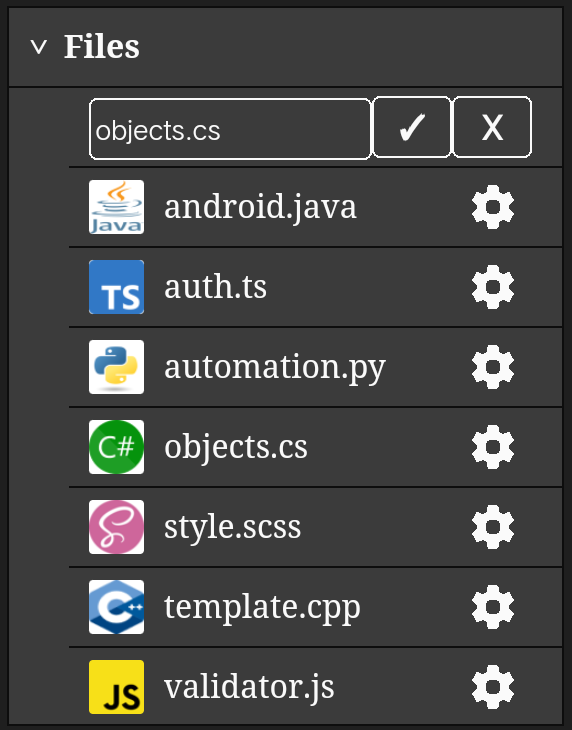 Files
objects.cs ✓ X
Java android.java
TS auth.ts
automation.py
C# objects.cs
style.scss
C++ template.cpp
JS validator.js